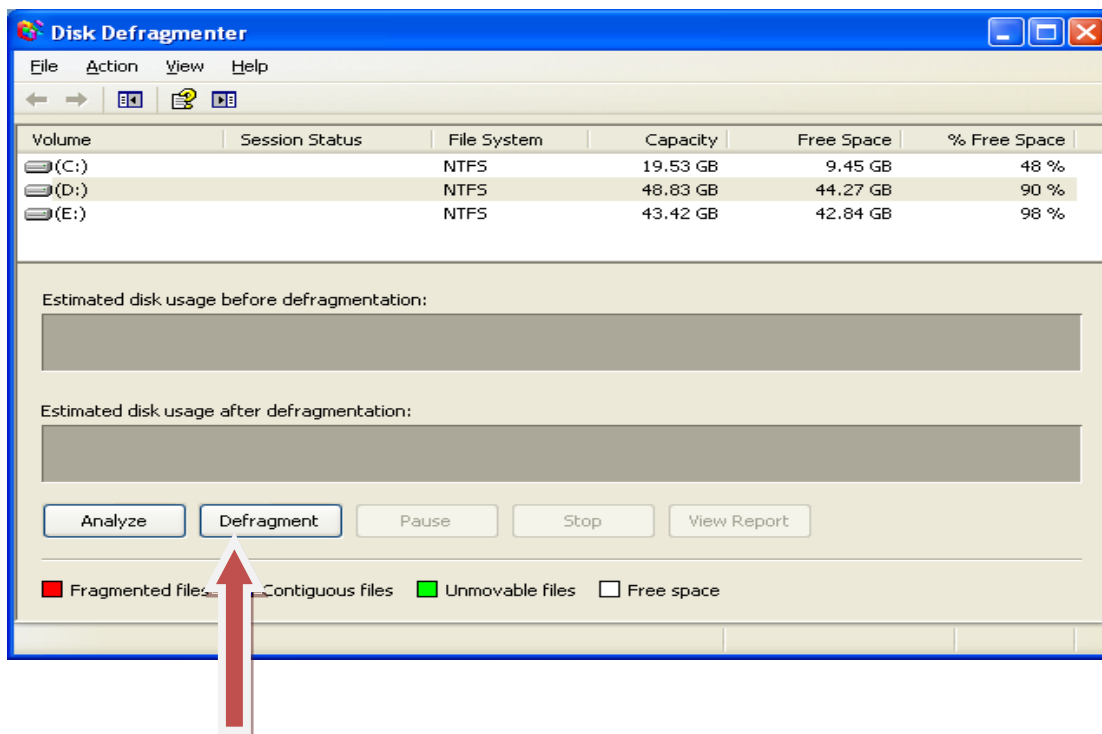 Disk Defragmenter
File Action View Help
Volume Session Status File System Capacity Free Space % Free Space
(C:) NTFS 19.53 GB 9.45 GB 48 %
(D:) NTFS 48.83 GB 44.27 GB 90 %
(E:) NTFS 43.42 GB 42.84 GB 98 %
Estimated disk usage before defragmentation:
Estimated disk usage after defragmentation:
Analyze Defragment Pause Stop View Report
Fragmented files Contiguous files Unmovable files Free space